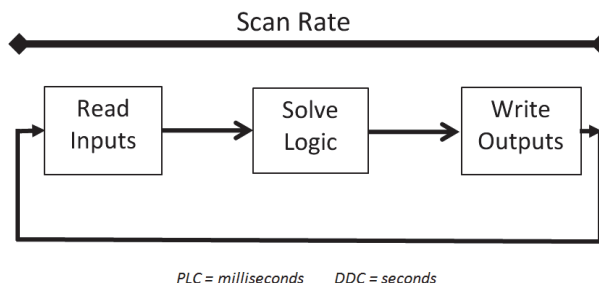 Scan Rate
Read
Inputs
Solve
Logic
Write
Outputs
PLC = milliseconds DDC = seconds